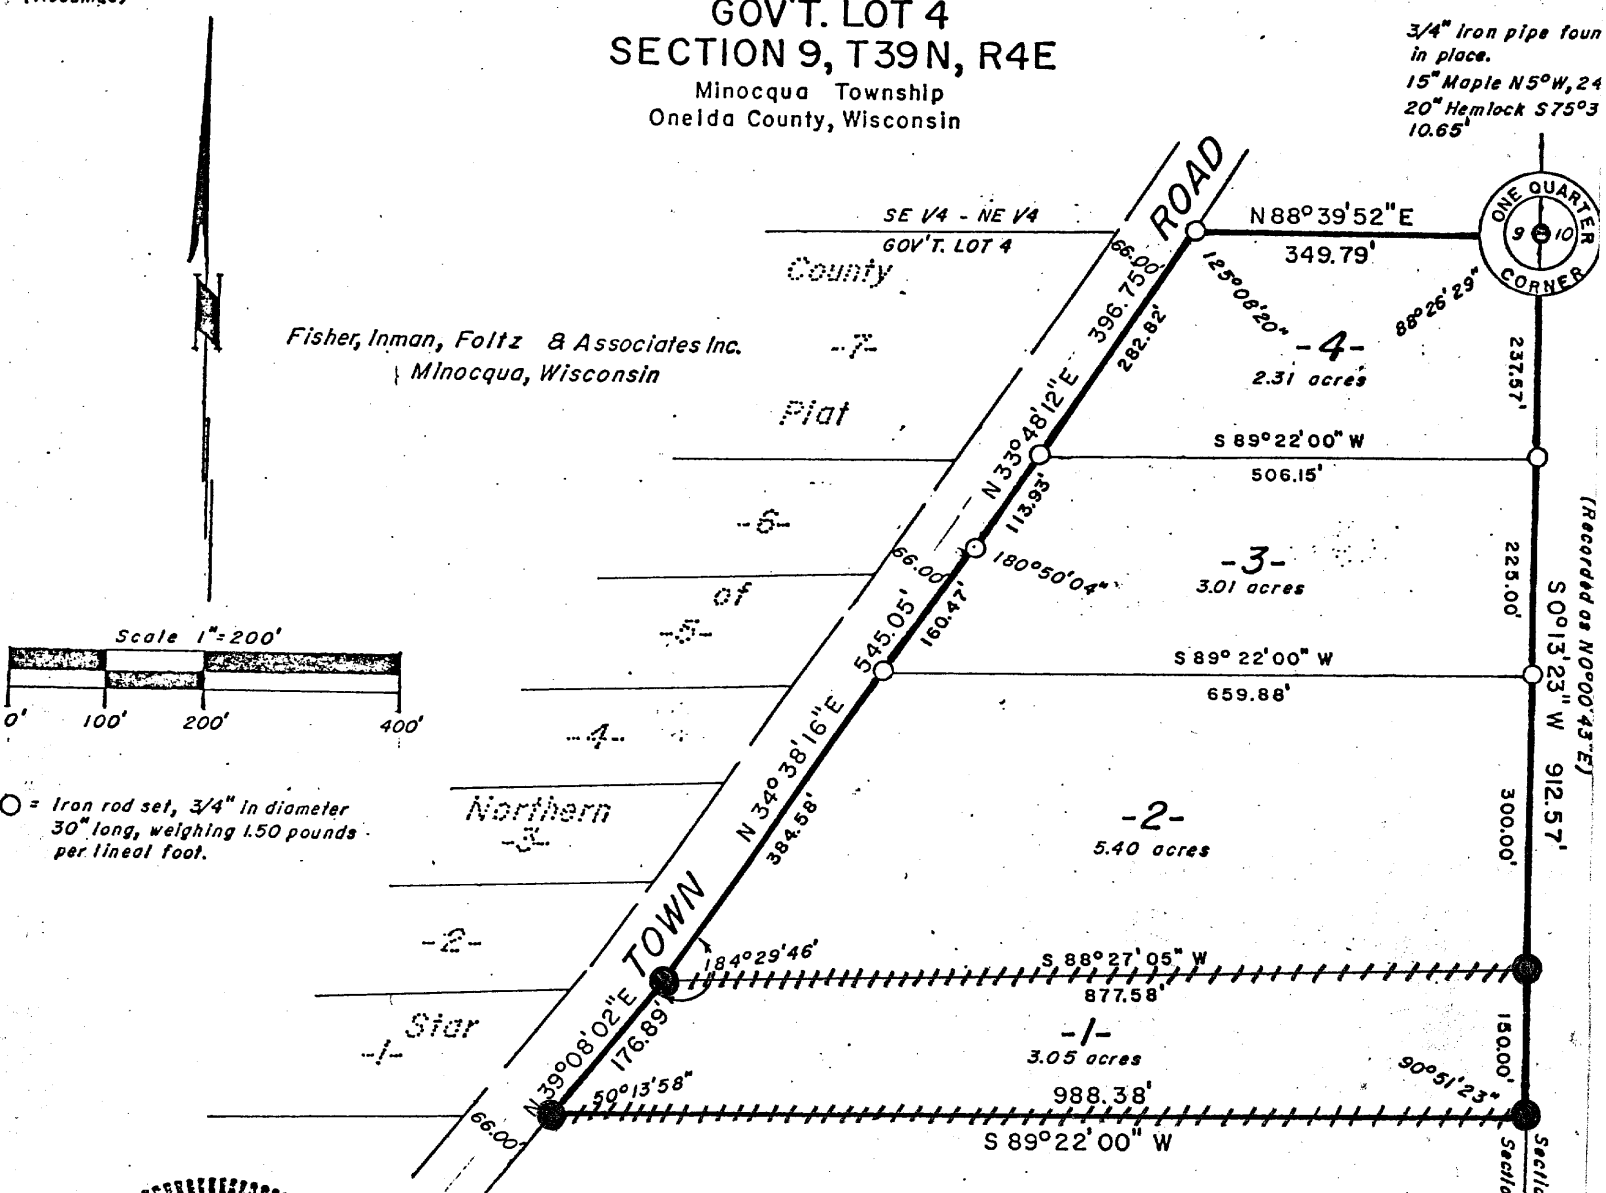 GOV'T. LOT 4
SECTION 9, T39N, R4E
Minocqua Township
Oneida County, Wisconsin
3/4" Iron pipe foun
in place.
15" Maple N5°W, 24
20" Hemlock S75°3
10.65'
ROAD
SE 1/4 - NE 1/4
GOV'T. LOT 4
N 88° 39' 52" E
349.79'
ONE QUARTER
9 10
CORNER
66.00'
125°08'20"
88°26'29"
County
-7-
Plat
Fisher, Inman, Foltz & Associates Inc.
Minocqua, Wisconsin
N
396.75'
282.82'
N 33° 48' 12" E
-4-
2.31 acres
237.57'
S 89° 22' 00" W
506.15'
113.93'
-6-
66.00'
180°50'04"
-3-
3.01 acres
225.00'
(Recorded as N0°00'43"E)
S 0° 13' 23" W 912.57'
of
-5-
545.05'
160.47'
S 89° 22' 00" W
659.88'
Scale 1"=200'
0' 100' 200' 400'
-4-
N 34° 38' 16" E
384.58'
Northern
-3-
-2-
5.40 acres
300.00'
= Iron rod set, 3/4" in diameter
30" long, weighing 1.50 pounds
per lineal foot.
TOWN
-2-
184°29'46"
S 88° 27' 05" W
877.58'
Star
-1-
N 39° 08' 02" E
176.89'
-1-
3.05 acres
150.00'
50°13'58"
988.38'
90°51'23"
66.00'
S 89° 22' 00" W